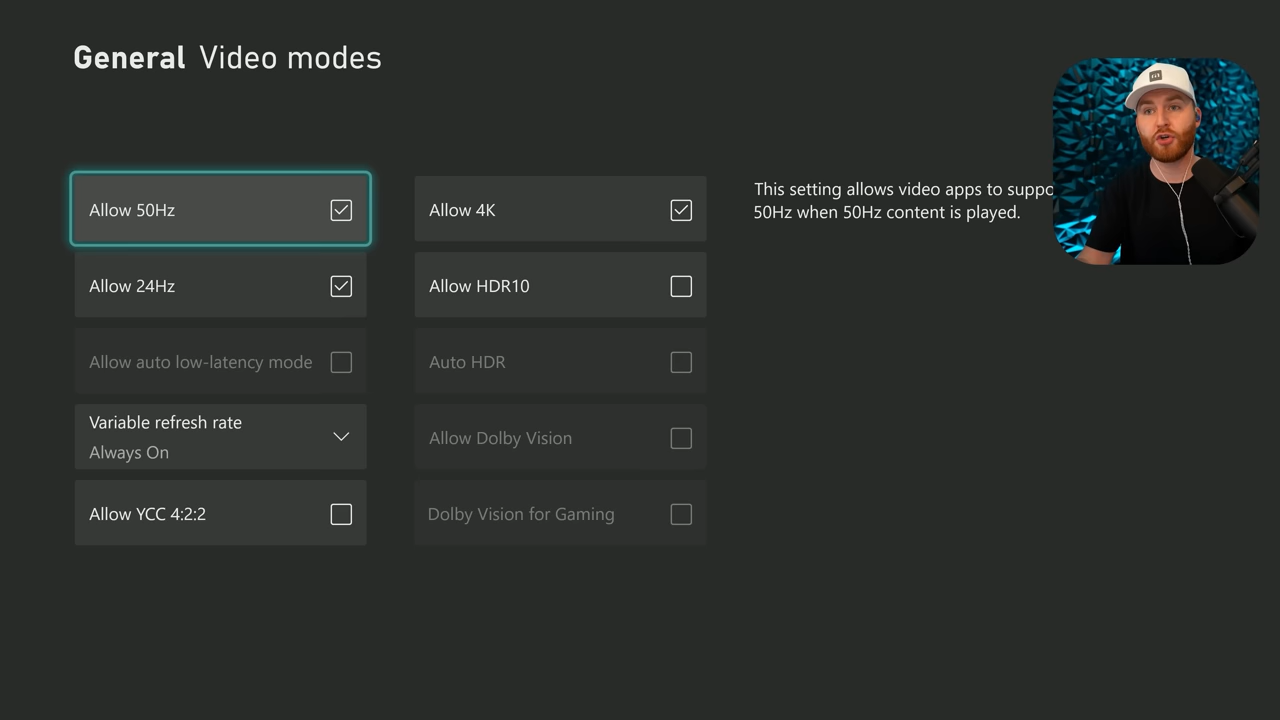 General Video modes
Allow 50Hz
Allow 24Hz
Allow auto low-latency mode
Variable refresh rate
Always On
Allow YCC 4:2:2
Allow 4K
Allow HDR10
Auto HDR
Allow Dolby Vision
Dolby Vision for Gaming
This setting allows video apps to suppo
50Hz when 50Hz content is played.